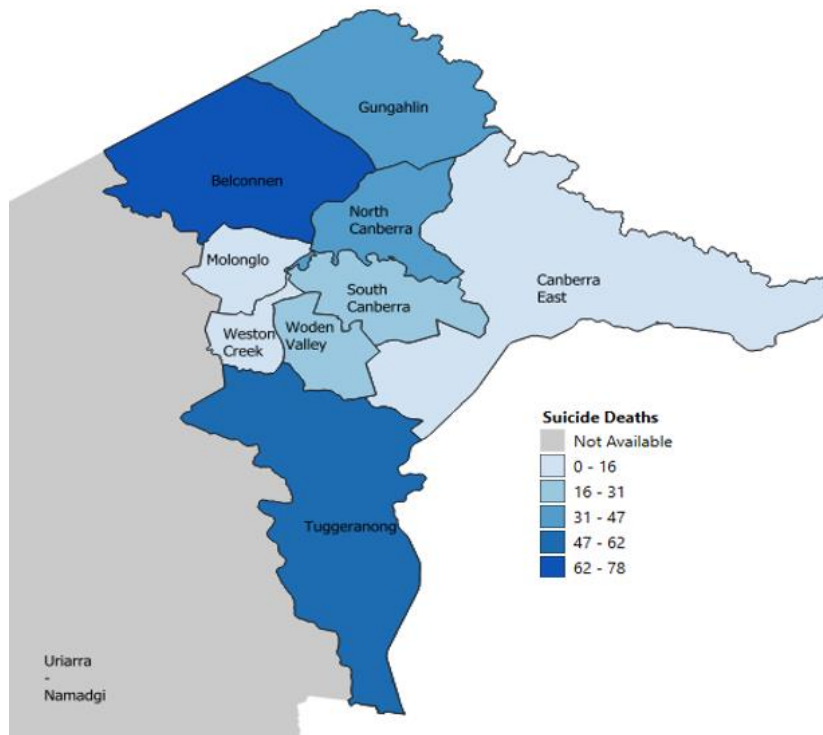 Gungahlin
Belconnen
North
Canberra
Molonglo
Canberra
East
South
Canberra
Weston
Creek
Woden
Valley
Suicide Deaths
Not Available
0 - 16
16 - 31
31 - 47
47 - 62
62 - 78
Tuggeranong
Uriarra
-
Namadgi